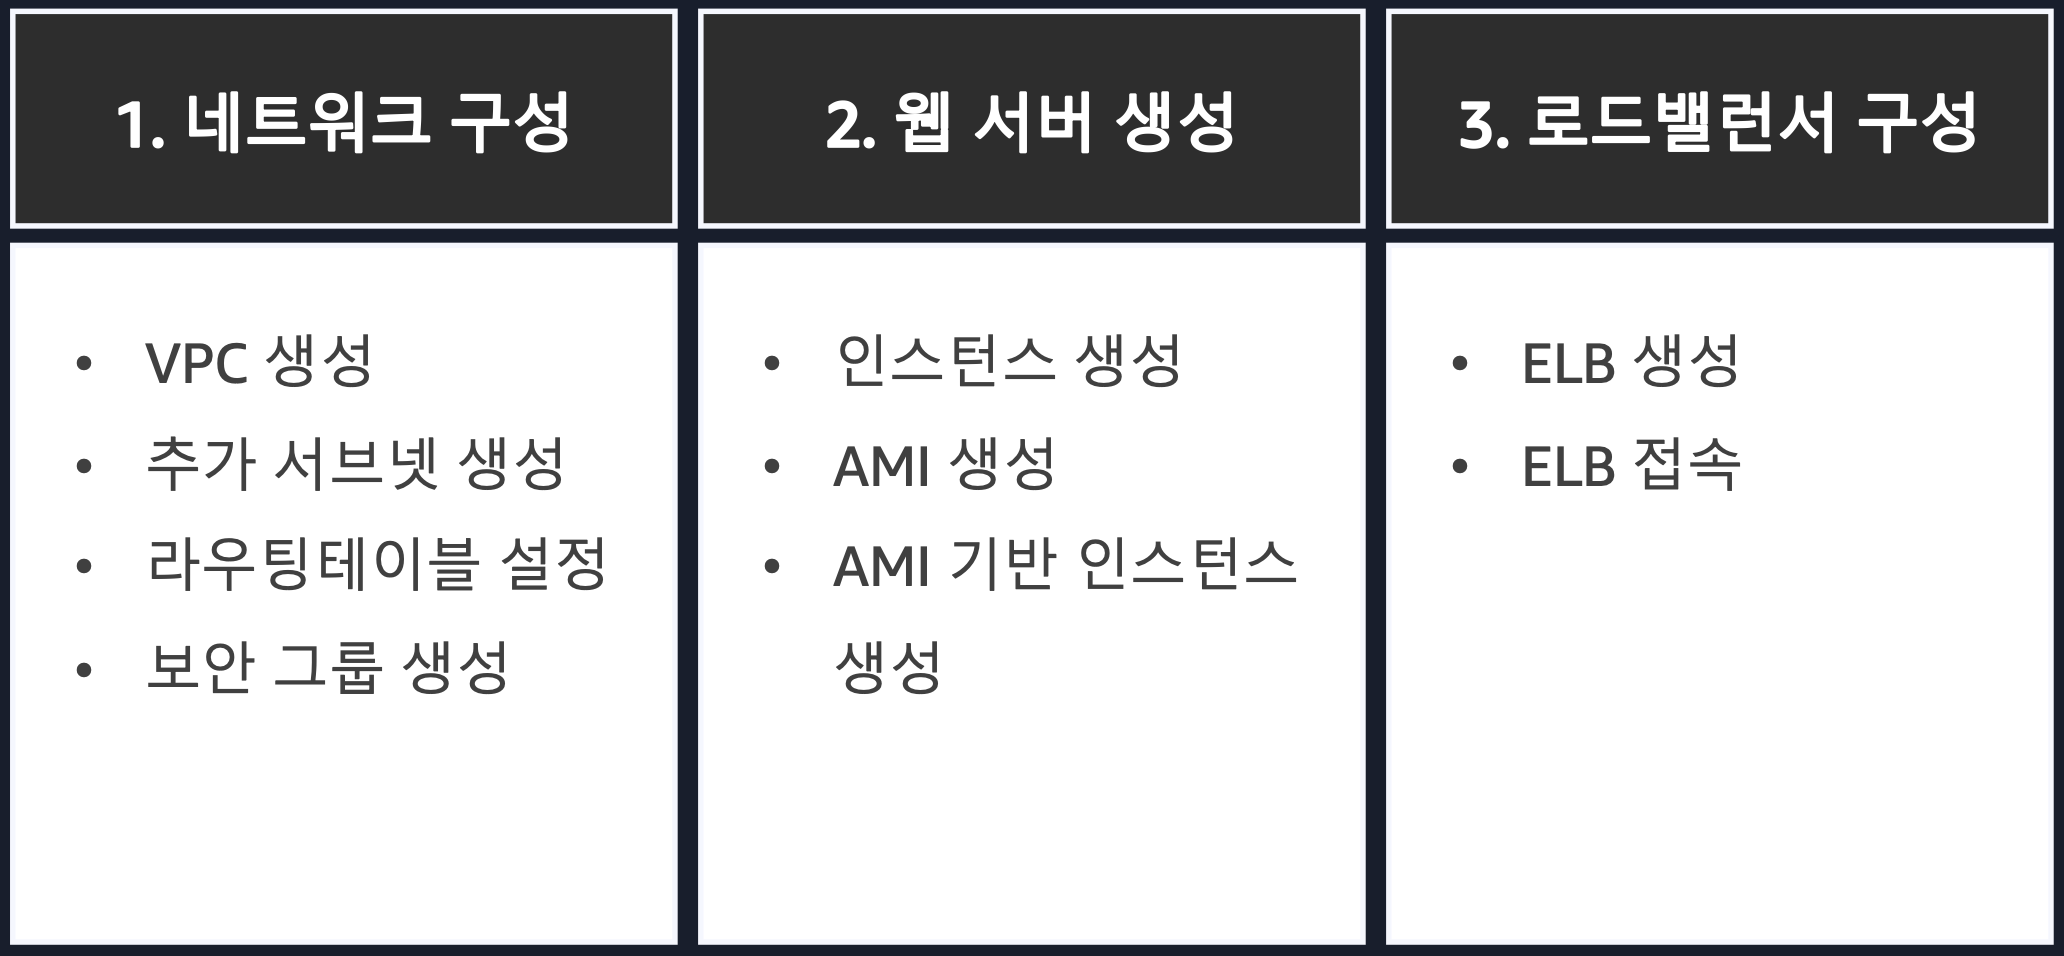 1. 네트워크 구성
• VPC 생성
• 추가 서브넷 생성
• 라우팅테이블 설정
• 보안 그룹 생성
2. 웹 서버 생성
• 인스턴스 생성
• AMI 생성
• AMI 기반 인스턴스
생성
3. 로드밸런서 구성
• ELB 생성
• ELB 접속